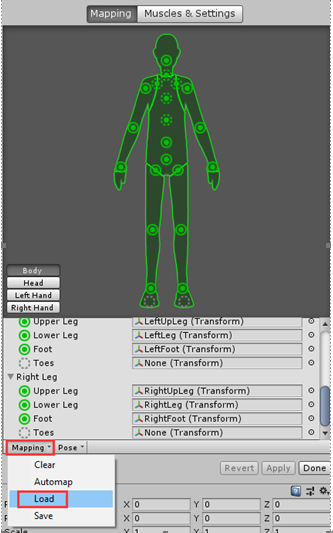 Mapping Muscles & Settings
Body
Head
Left Hand
Right Hand
Upper Leg LeftUpLeg (Transform)
Lower Leg LeftLeg (Transform)
Foot LeftFoot (Transform)
Toes None (Transform)
Right Leg
Upper Leg RightUpLeg (Transform)
Lower Leg RightLeg (Transform)
Foot RightFoot (Transform)
Toes None (Transform)
Mapping Pose
Clear
Automap
Load
Save
Revert Apply Done
X 0 Y 0 Z 0
X 0 Y 0 Z 0
Scale X 1 Y 1 Z 1